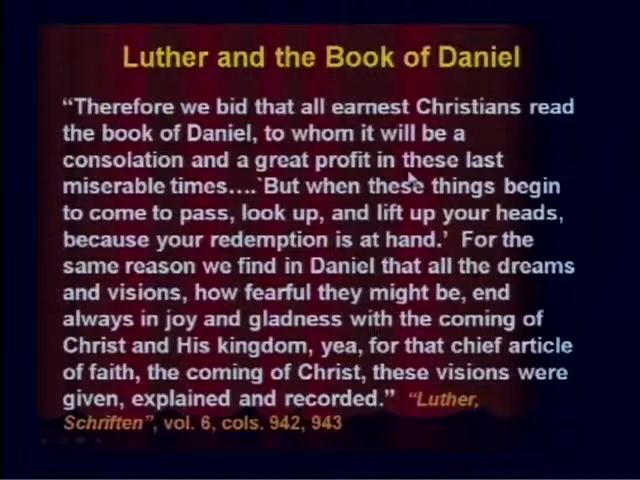 Luther and the Book of Daniel
“Therefore we bid that all earnest Christians read
the book of Daniel, to whom it will be a
consolation and a great profit in these last
miserable times….`But when these things begin
to come to pass, look up, and lift up your heads,
because your redemption is at hand.’ For the
same reason we find in Daniel that all the dreams
and visions, how fearful they might be, end
always in joy and gladness with the coming of
Christ and His kingdom, yea, for that chief article
of faith, the coming of Christ, these visions were
given, explained and recorded.” “Luther,
Schriften”, vol. 6, cols. 942, 943